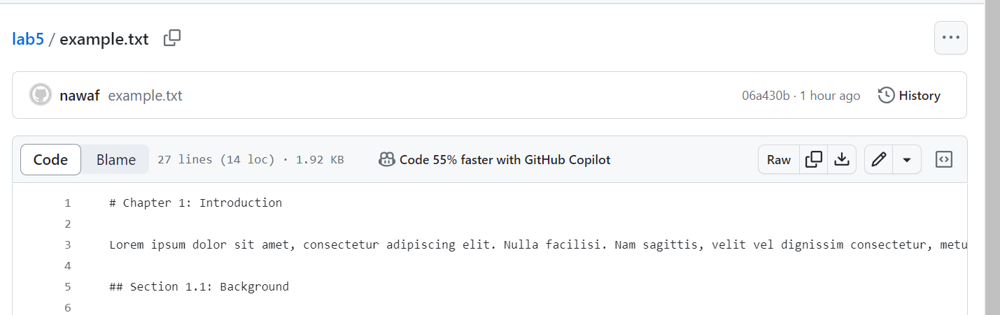 lab5 / example.txt
nawaf example.txt 06a430b · 1 hour ago History
Code Blame 27 lines (14 loc) · 1.92 KB Code 55% faster with GitHub Copilot Raw
1 # Chapter 1: Introduction
2
3 Lorem ipsum dolor sit amet, consectetur adipiscing elit. Nulla facilisi. Nam sagittis, velit vel dignissim consectetur, metu
4
5 ## Section 1.1: Background
6